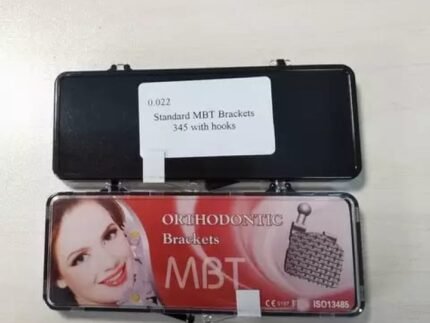 0.022
Standard MBT Brackets
345 with hooks
ORTHODONTIC
Brackets
MBT
ISO13485